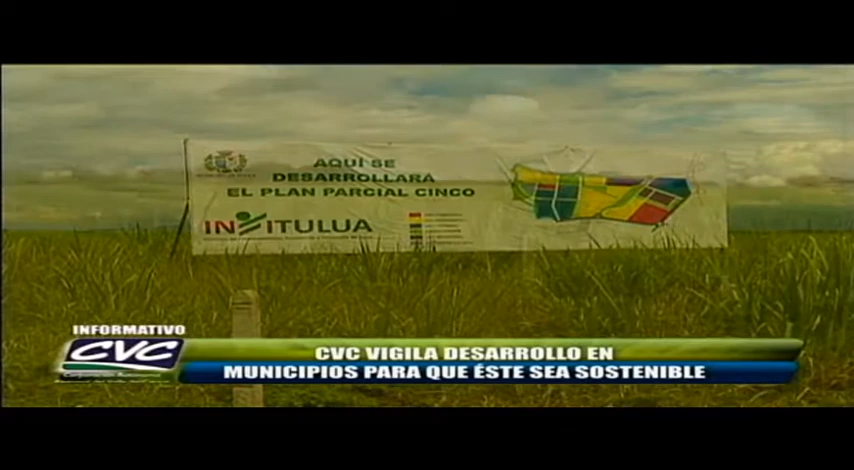 AQUI SE
DESARROLLARÁ
EL PLAN PARCIAL CINCO
INFITULUA
INFORMATIVO
CVC
CVC VIGILA DESARROLLO EN
MUNICIPIOS PARA QUE ÉSTE SEA SOSTENIBLE